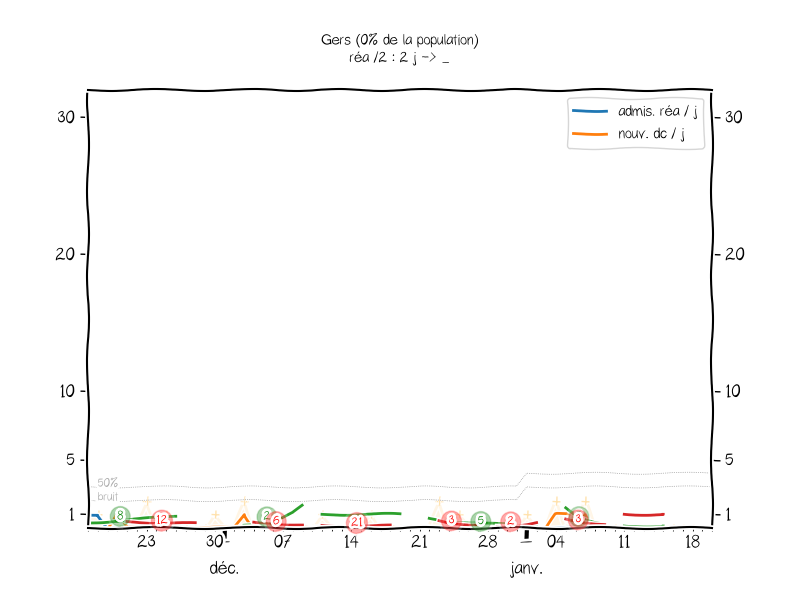 Gers (0% de la population)
réa /2 : 2 j -> _
admis. réa / j
nouv. dc / j
30 30
20 20
10 10
5 5
50%
bruit
1 1
8 12 2 6 21 3 5 2 3
23 30 07 14 21 28 04 11 18
déc. janv.